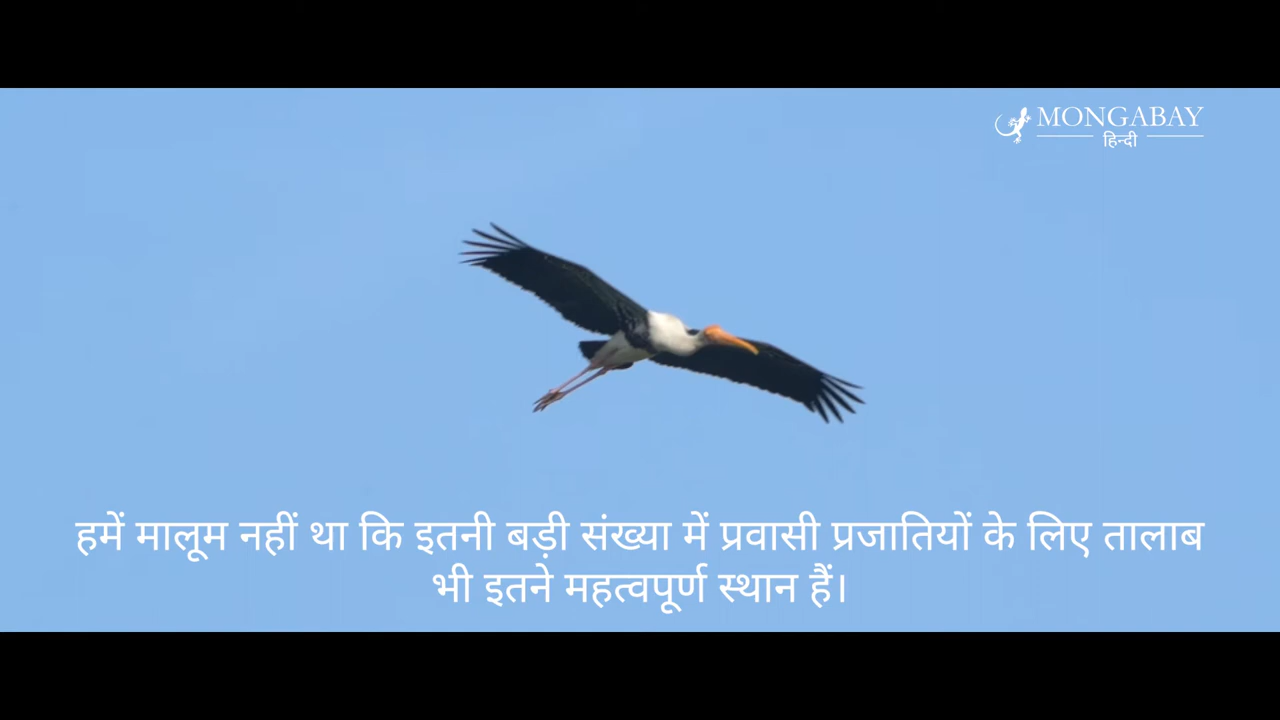 MONGABAY
हिन्दी
हमें मालूम नहीं था कि इतनी बड़ी संख्या में प्रवासी प्रजातियों के लिए तालाब
भी इतने महत्वपूर्ण स्थान हैं।